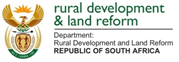 rural development
& land reform
Department:
Rural Development and Land Reform
REPUBLIC OF SOUTH AFRICA